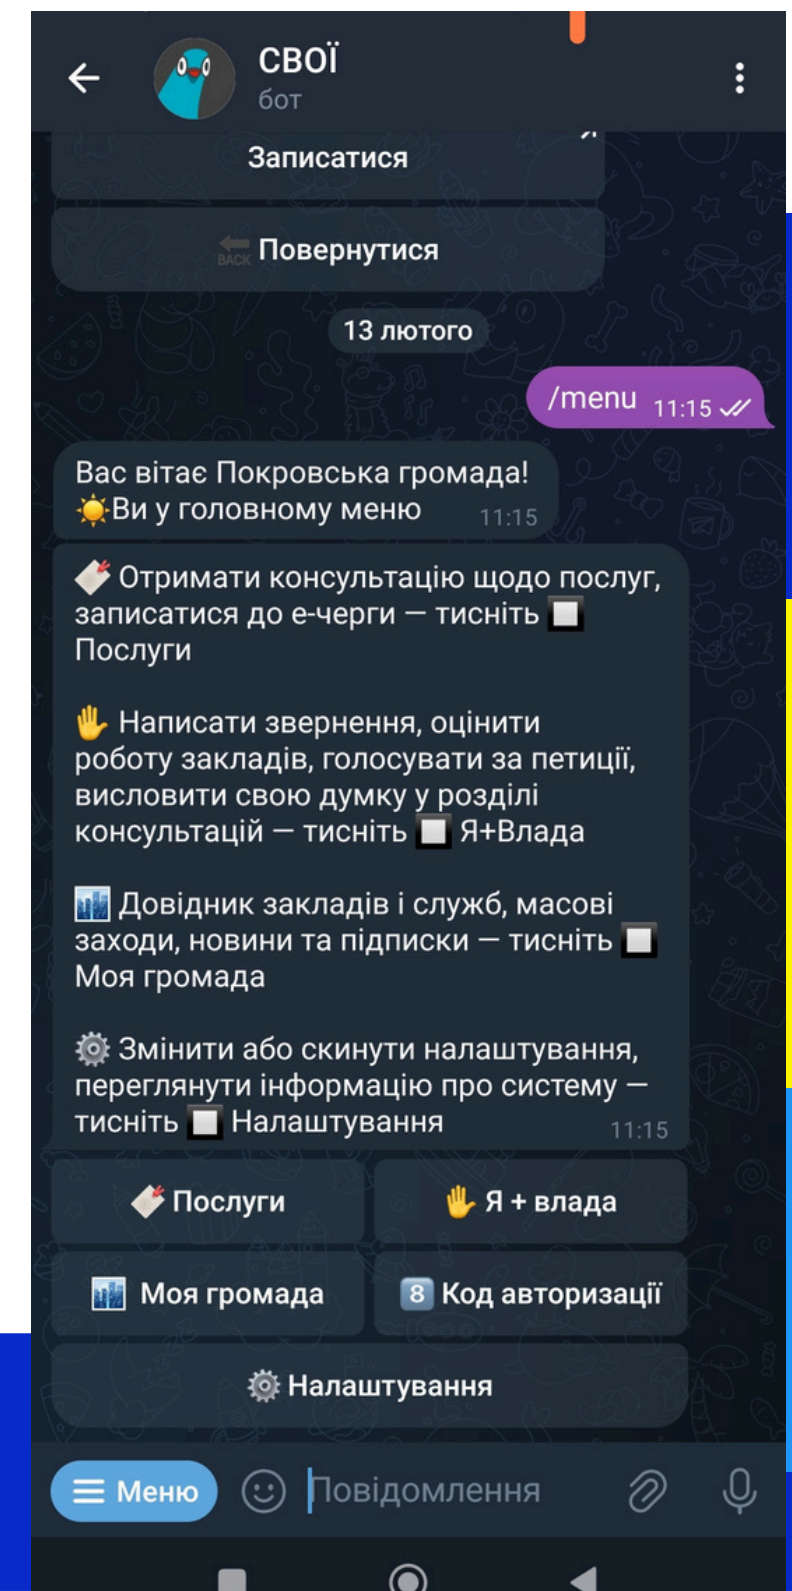 СВОЇ
бот
Записатися
BACK Повернутися
13 лютого
/menu 11:15
Вас вітає Покровська громада!
☀️Ви у головному меню 11:15
Отримати консультацію щодо послуг,
записатися до е-черги — тисніть 🔲
Послуги
🖐 Написати звернення, оцінити
роботу закладів, голосувати за петиції,
висловити свою думку у розділі
консультацій — тисніть 🔲 Я+Влада
🏙 Довідник закладів і служб, масові
заходи, новини та підписки — тисніть 🔲
Моя громада
⚙️ Змінити або скинути налаштування,
переглянути інформацію про систему —
тисніть 🔲 Налаштування 11:15
Послуги
🖐 Я + влада
🏙 Моя громада
8️⃣ Код авторизації
⚙️ Налаштування
Меню
Повідомлення